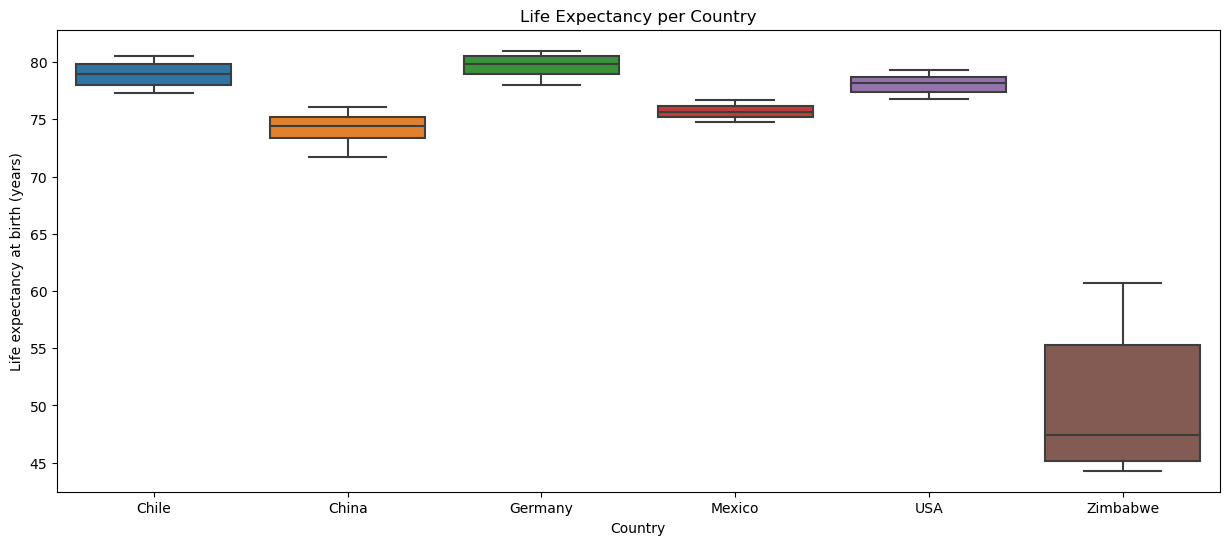 Life Expectancy per Country
Life expectancy at birth (years)
80
75
70
65
60
55
50
45
Chile China Germany Mexico USA Zimbabwe
Country